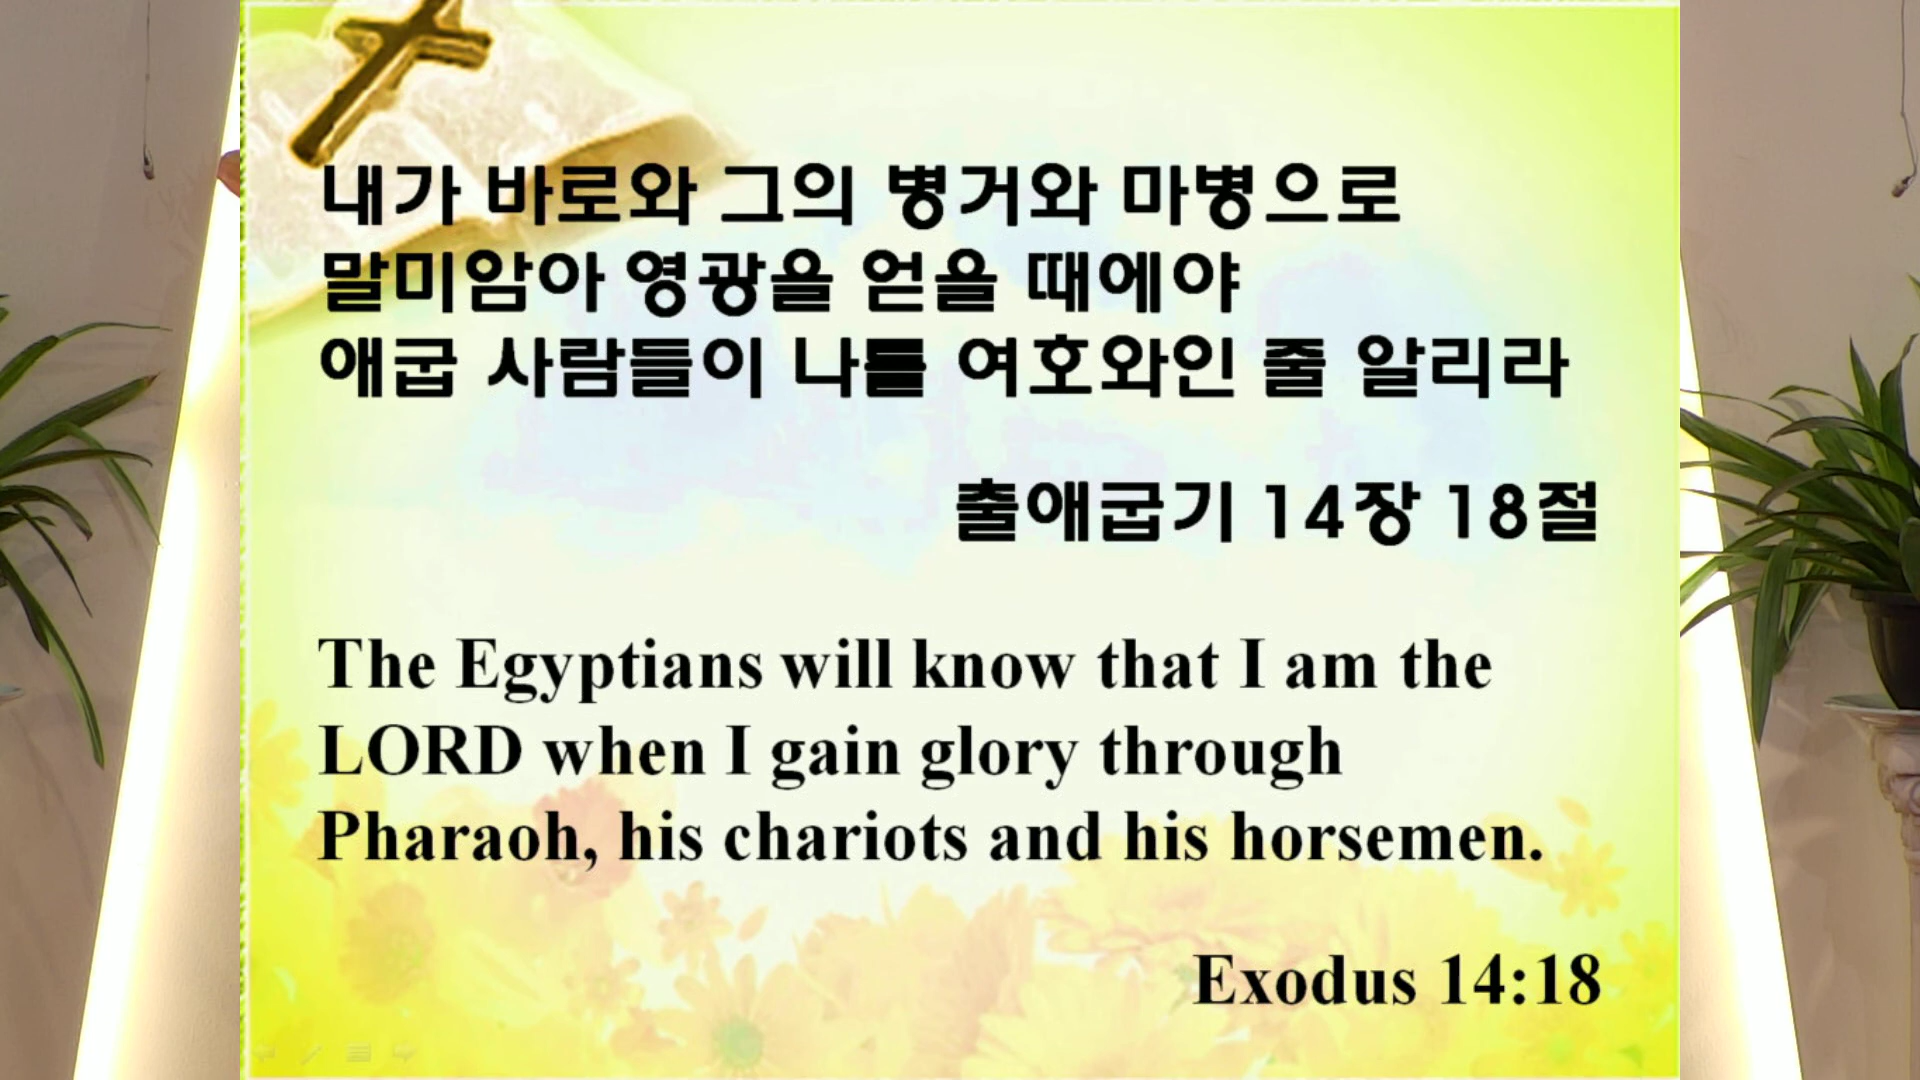 내가 바로와 그의 병거와 마병으로
말미암아 영광을 얻을 때에야
애굽 사람들이 나를 여호와인 줄 알리라
출애굽기 14장 18절
The Egyptians will know that I am the
LORD when I gain glory through
Pharaoh, his chariots and his horsemen.
Exodus 14:18